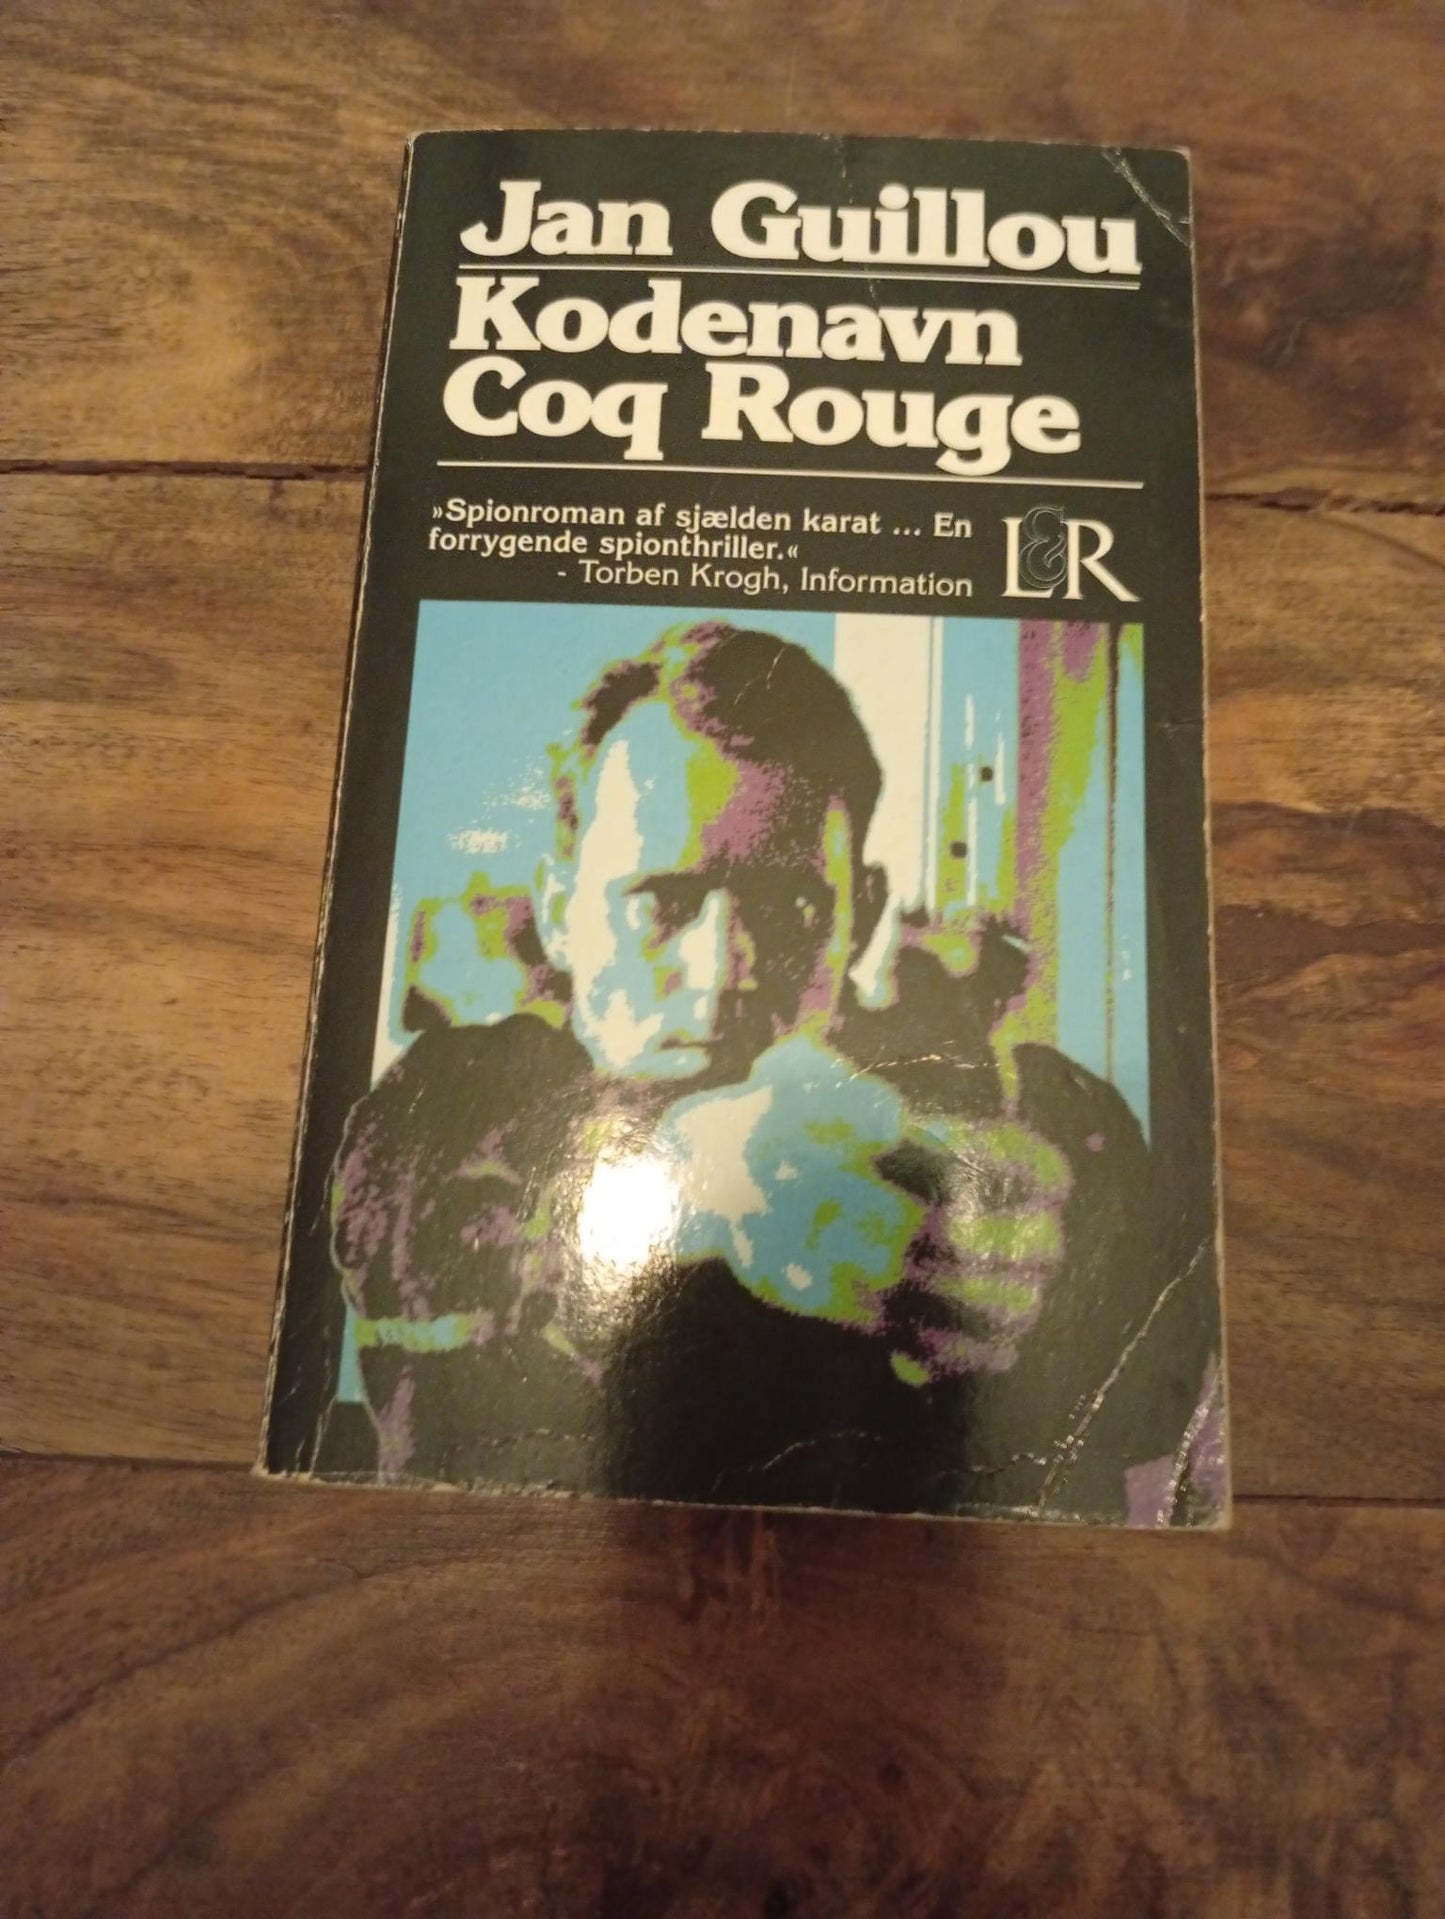 Jan Guillou
Kodenavn
Coq Rouge
»Spionroman af sjælden karat ... En
forrygende spionthriller.«
- Torben Krogh, Information
L&R